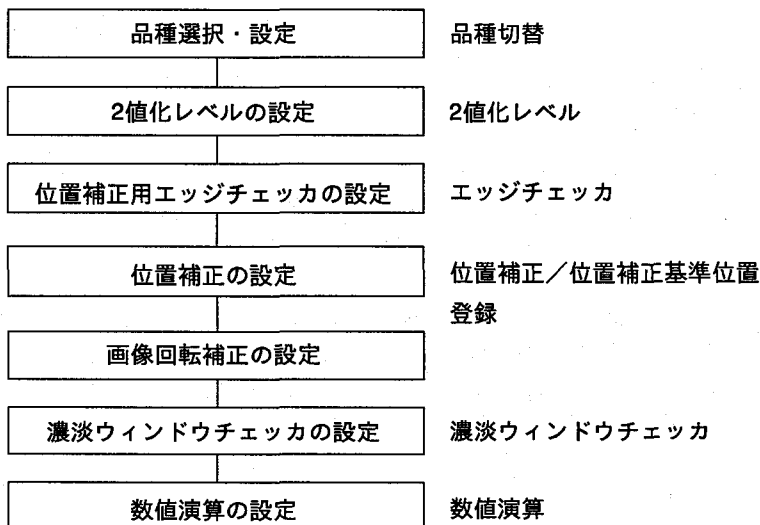 品種選択・設定
品種切替
2値化レベルの設定
2値化レベル
位置補正用エッジチェッカの設定
エッジチェッカ
位置補正の設定
位置補正／位置補正基準位置
登録
画像回転補正の設定
濃淡ウィンドウチェッカの設定
濃淡ウィンドウチェッカ
数値演算の設定
数値演算